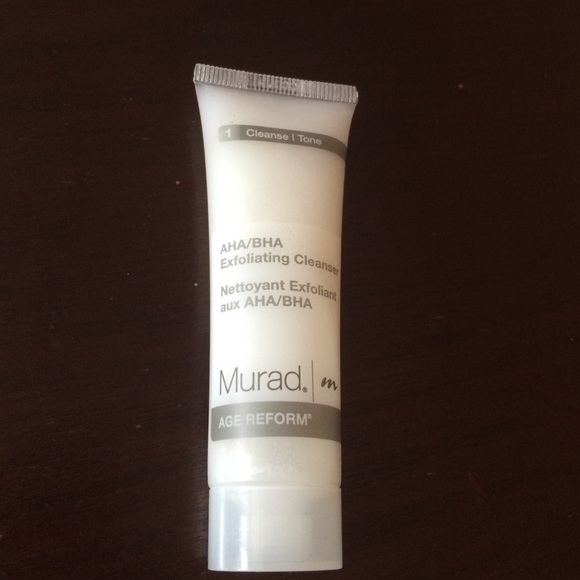 1 Cleanse | Tone
AHA/BHA
Exfoliating Cleanser
Nettoyant Exfoliant
aux AHA/BHA
Murad.® m
AGE REFORM®